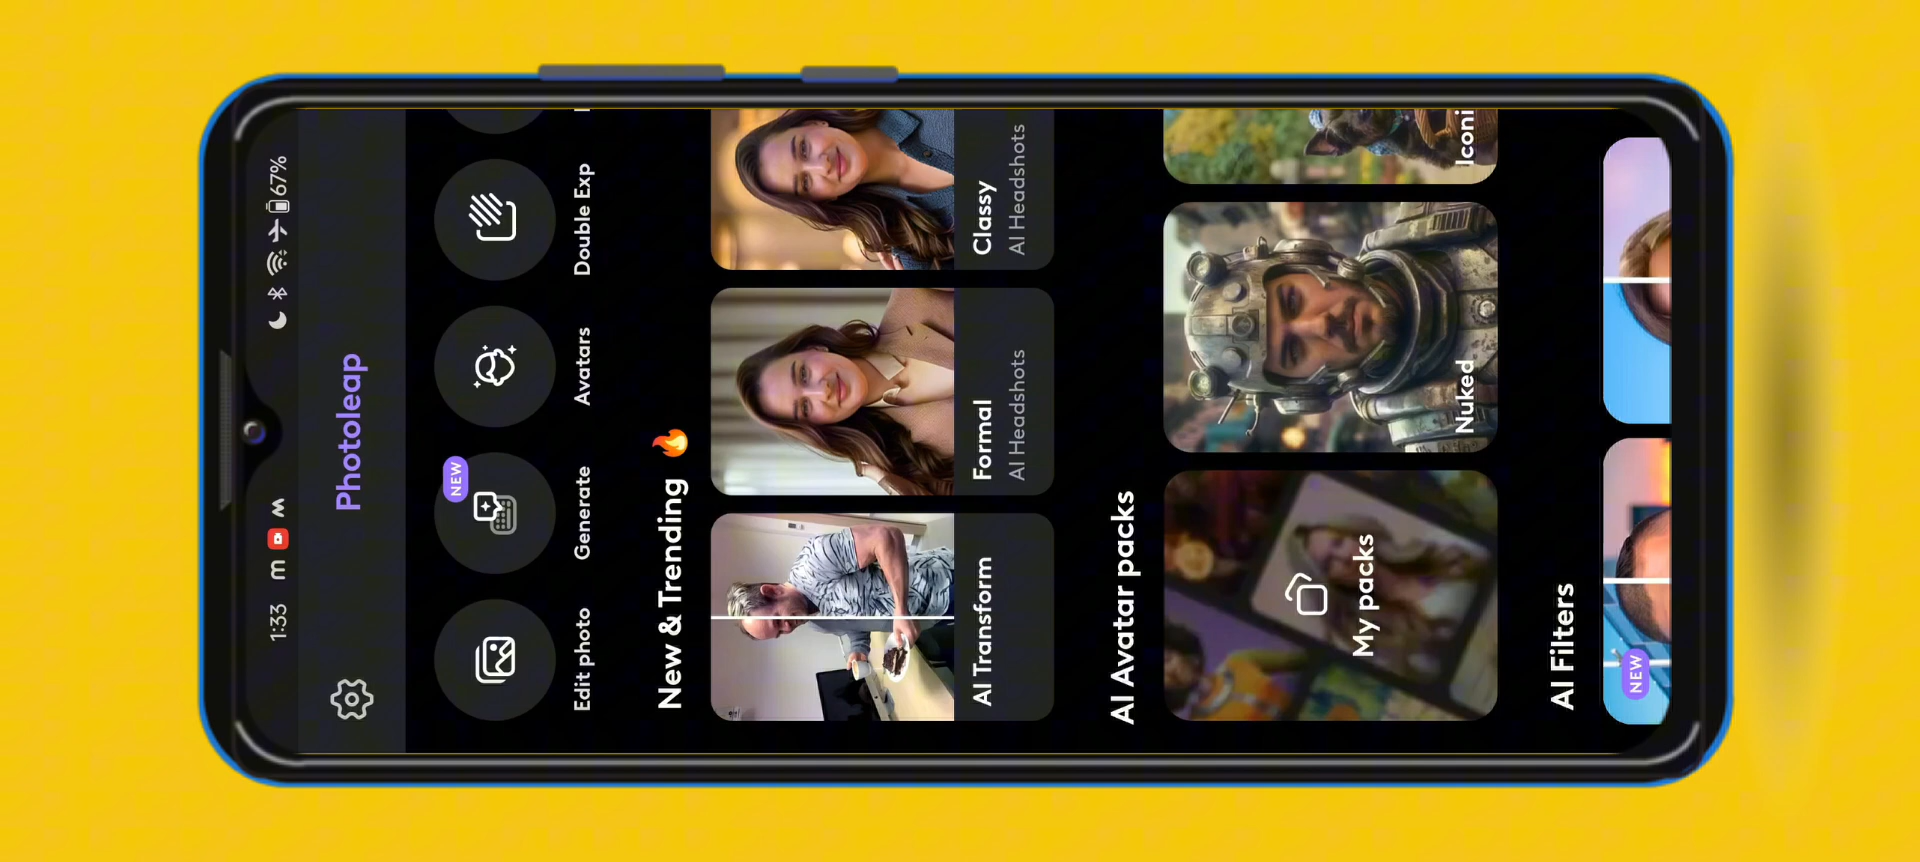 1:33 m w 67%
Photoleap
NEW
Edit photo Generate Avatars Double Exp
New & Trending 🔥
AI Transform
Formal
AI Headshots
Classy
AI Headshots
AI Avatar packs
My packs
Nuked
Iconi
AI Filters
NEW